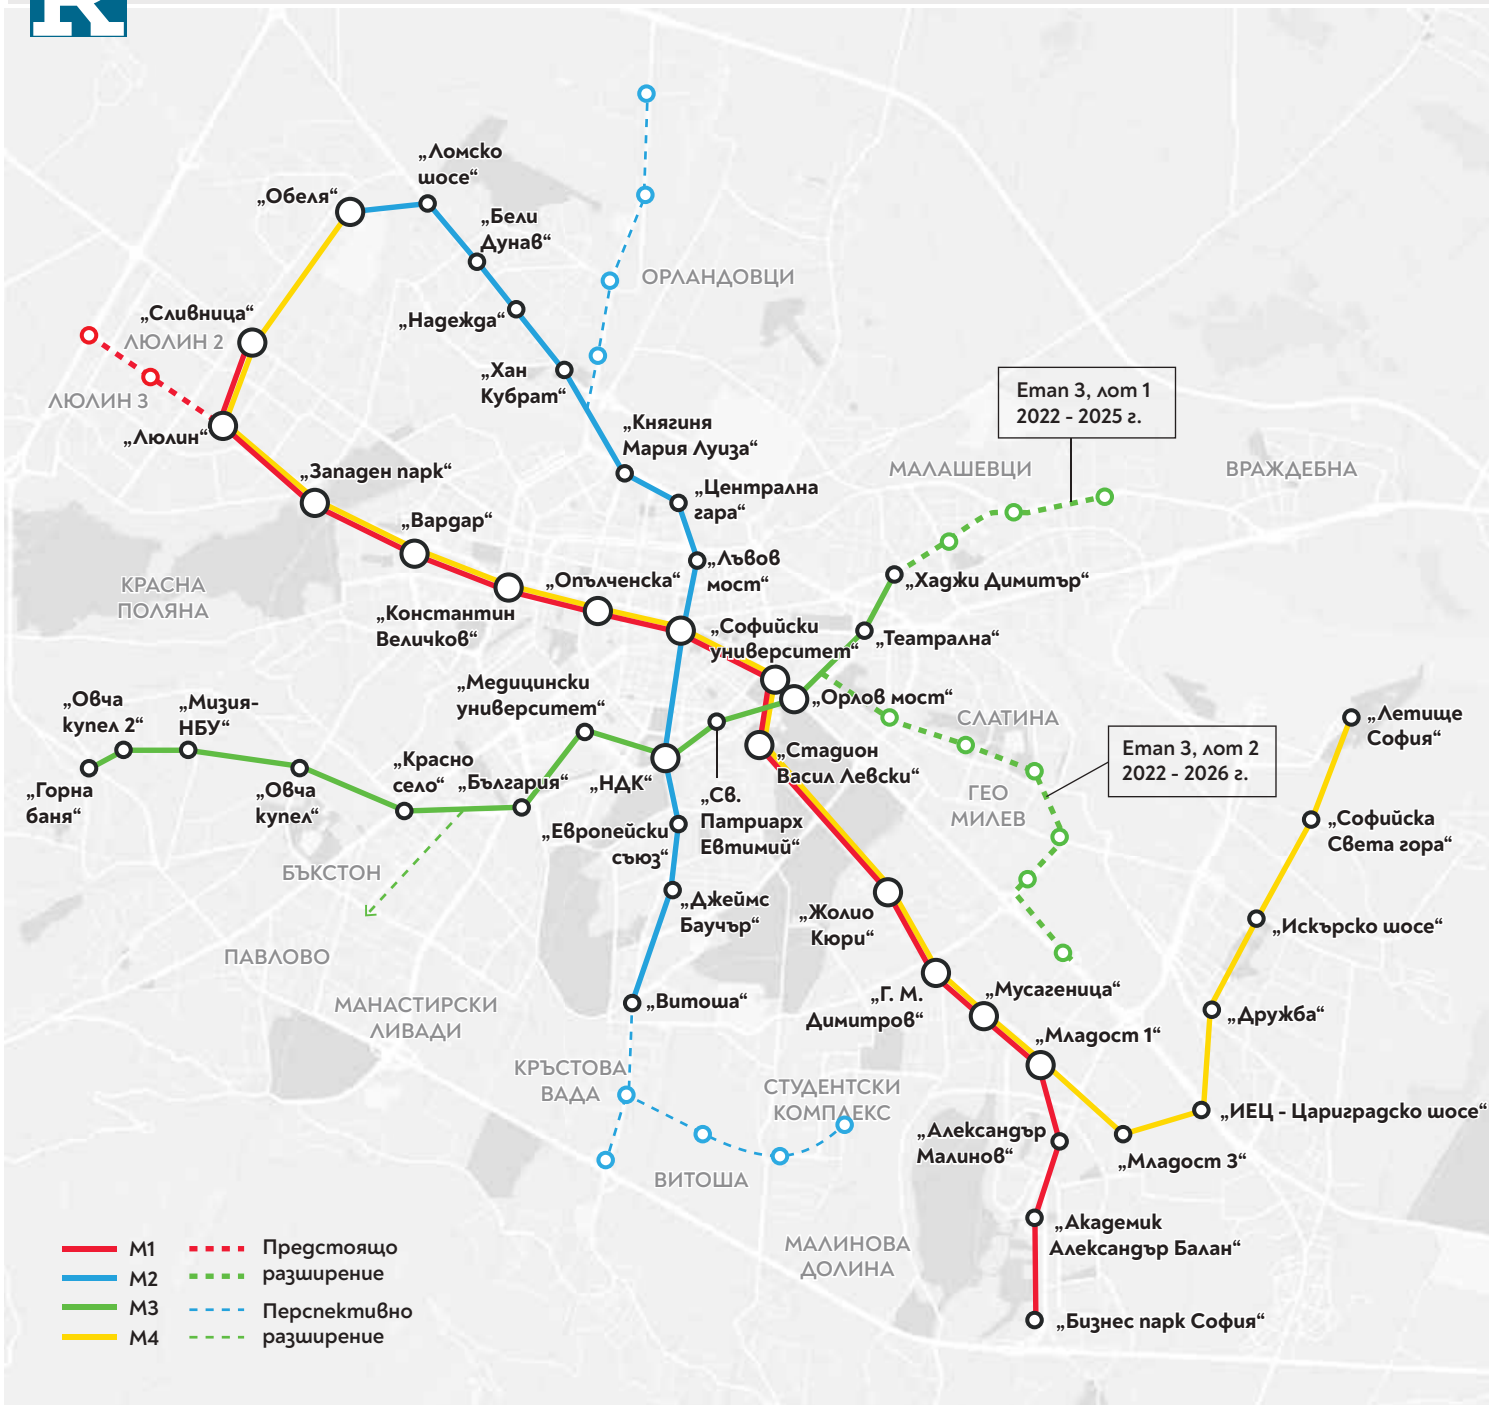 R
„Ломско
шосе“
„Обеля“
„Бели
Дунав“
ОРЛАНДОВЦИ
„Сливница“
ЛЮЛИН 2
„Надежда“
„Хан
Кубрат“
ЛЮЛИН 3
„Люлин“
Етап 3, лот 1
2022 - 2025 г.
„Княгиня
Мария Луиза“
„Западен парк“
МАЛАШЕВЦИ
ВРАЖДЕБНА
„Централна
гара“
„Вардар“
„Лъвов
мост“
КРАСНА
ПОЛЯНА
„Опълченска“
„Хаджи Димитър“
„Константин
Величков“
„Софийски
университет“
„Театрална“
„Медицински
университет“
„Овча
купел 2“
„Мизия-
НБУ“
„Орлов мост“
СЛАТИНА
„Летище
София“
„Стадион
Васил Левски“
Етап 3, лот 2
2022 - 2026 г.
„Горна
баня“
„Овча
купел“
„Красно
село“
„България“
„НДК“
„Св.
Патриарх
Евтимий“
ГЕО
МИЛЕВ
„Европейски
съюз“
„Софийска
Света гора“
БЪКСТОН
„Джеймс
Баучър“
„Жолио
Кюри“
„Искърско шосе“
ПАВЛОВО
МАНАСТИРСКИ
ЛИВАДИ
„Витоша“
„Г. М.
Димитров“
„Мусагеница“
„Дружба“
„Младост 1“
КРЪСТОВА
ВАДА
СТУДЕНТСКИ
КОМПЛЕКС
„ИЕЦ - Цариградско шосе“
„Александър
Малинов“
„Младост 3“
ВИТОША
„Академик
Александър Балан“
МАЛИНОВА
ДОЛИНА
„Бизнес парк София“
М1
М2
М3
М4
Предстоящо
разширение
Перспективно
разширение